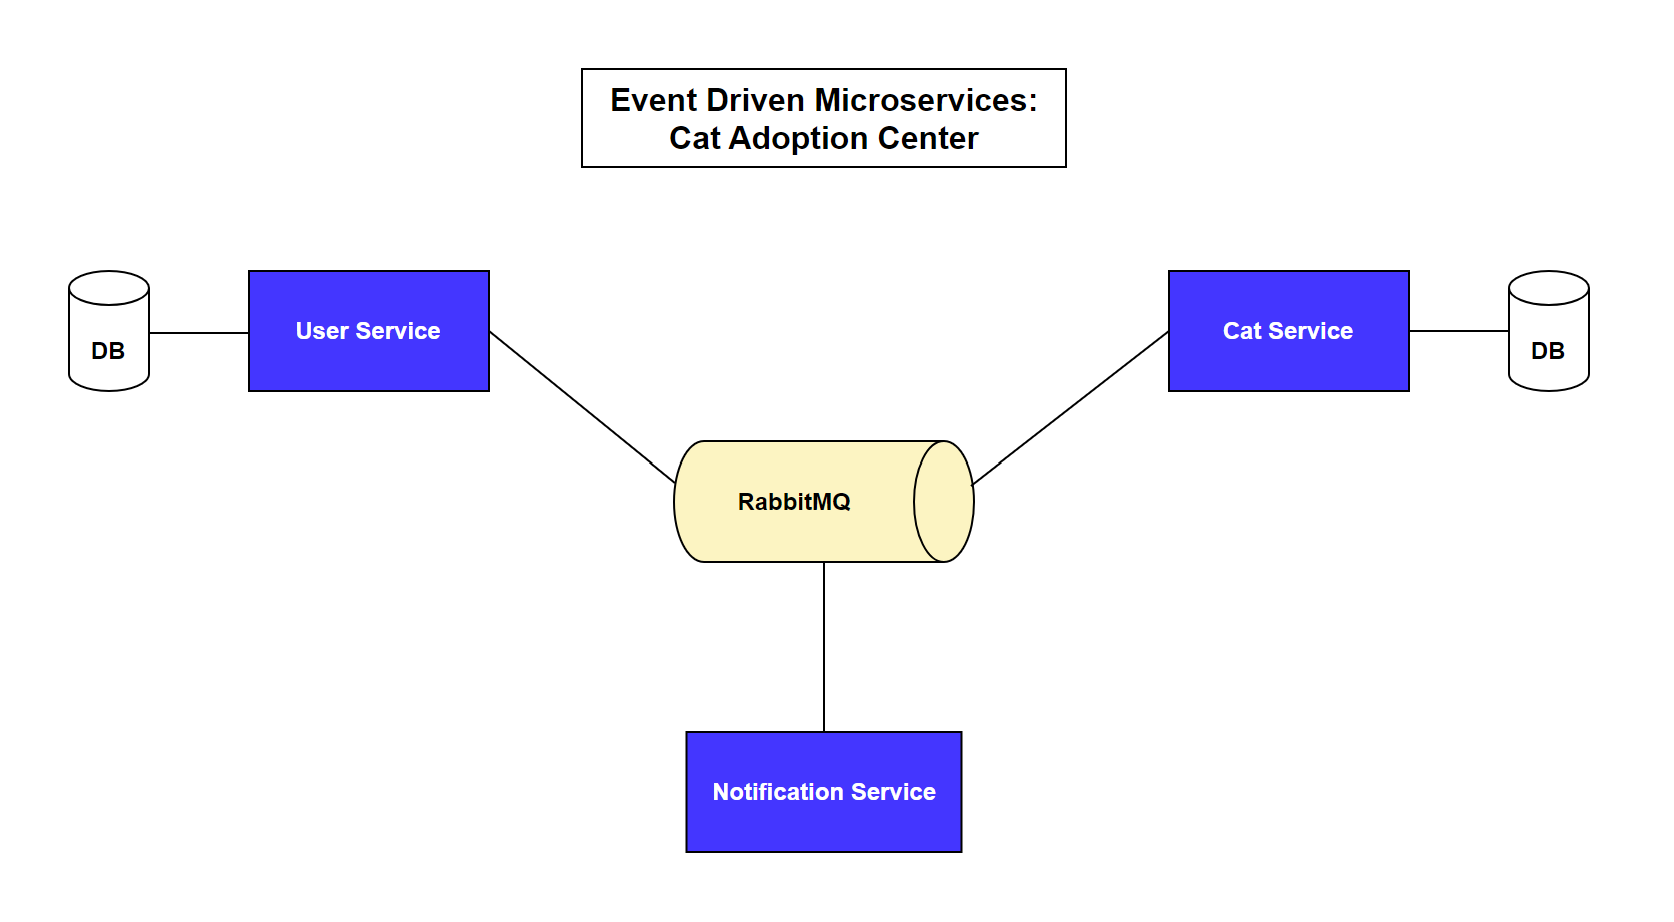 Event Driven Microservices:
Cat Adoption Center
DB
User Service
Cat Service
DB
RabbitMQ
Notification Service